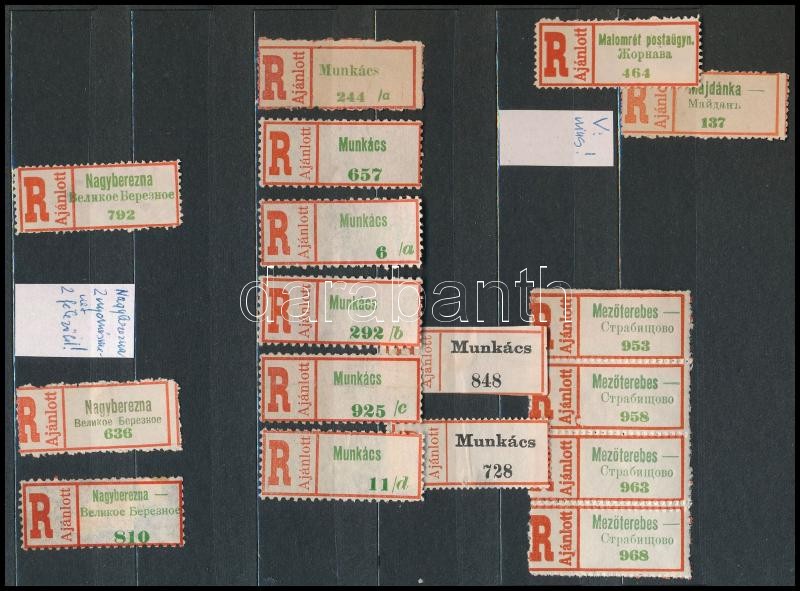 R Ajánlott
Nagyberezna
Великое Березное
792
Nagyberezna
R Ajánlott
Nagyberezna
Великое Березное
636
R Ajánlott
Nagyberezna —
Великое Березное
810
R Ajánlott
Munkács
244 /a
R Ajánlott
Munkács
657
R Ajánlott
Munkács
6 /a
R Ajánlott
Munkács
292 /b
R Ajánlott
Munkács
925 /c
R Ajánlott
Munkács
11 /d
Ajánlott
Munkács
848
Ajánlott
Munkács
728
R Ajánlott
Malomrét postaügyn.
Жорнава
464
R Ajánlott
Majdánka —
Майданъ
137
V:
R Ajánlott
Mezőterebes —
Страбищово
953
R Ajánlott
Mezőterebes —
Страбищово
958
R Ajánlott
Mezőterebes —
Страбищово
963
R Ajánlott
Mezőterebes —
Страбищово
968
darabanth